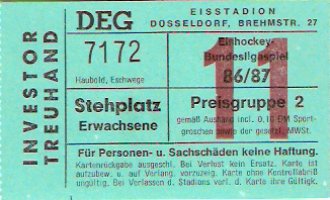 INVESTOR
TREUHAND
DEG
EISSTADION
DÜSSELDORF, BREHMSTR. 27
7172
Haubold, Eschwege
Eishockey-
Bundesligaspiel
86/87
11
Stehplatz
Erwachsene
Preisgruppe 2
gemäß Aushang incl. 0,10 DM Sport-
groschen sowie der gesetzl. MWSt.
Für Personen- u. Sachschäden keine Haftung.
Kartenrückgabe ausgeschl. Bei Verlust kein Ersatz. Karte ist
aufzubew. u. auf Verlang. vorzuzeig. Karte ohne Kontrollabriß
ungültig. Bei Verlassen d. Stadions verl. d. Karte ihre Gültigk.